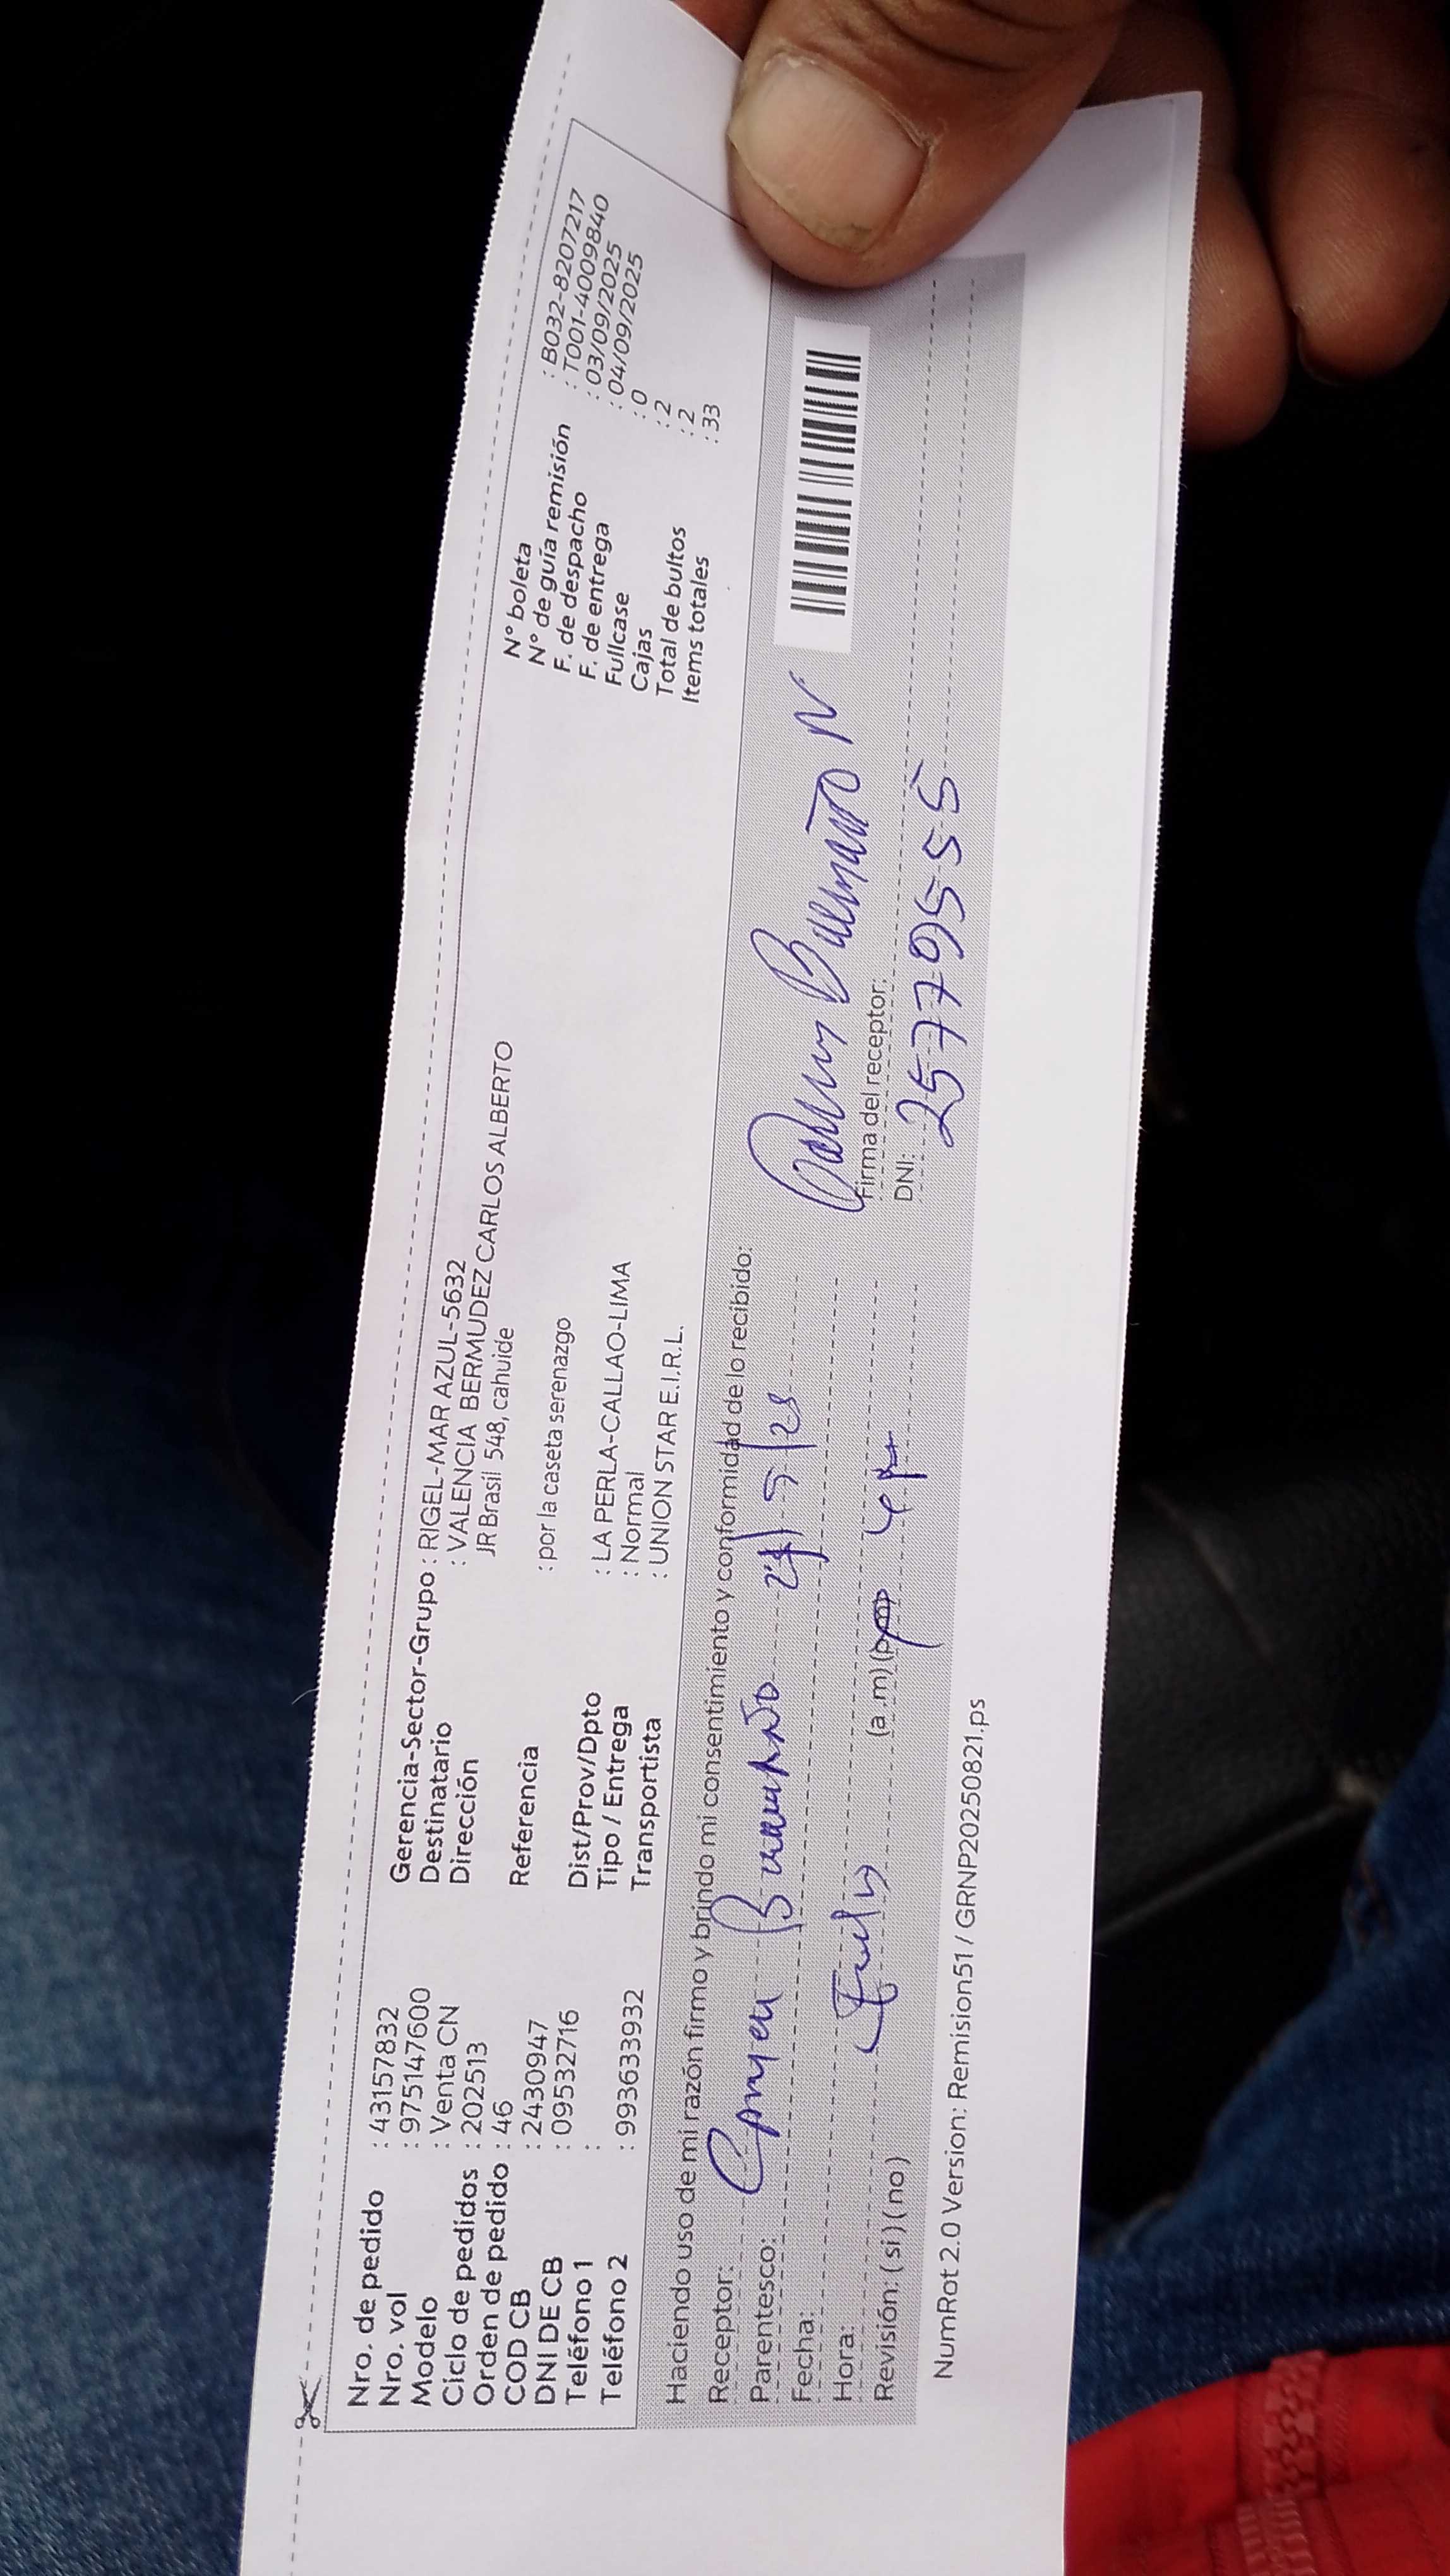 Nro. de pedido : 43157832
Nro. vol : 975147600
Modelo : Venta CN
Ciclo de pedidos : 202513
Orden de pedido : 46
COD CB : 2430947
DNI DE CB : 09532716
Teléfono 1 :
Teléfono 2 : 993633932
Gerencia-Sector-Grupo : RIGEL-MAR AZUL-5632
Destinatario : VALENCIA BERMUDEZ CARLOS ALBERTO
Dirección JR Brasil 548, cahuide
Referencia : por la caseta serenazgo
Dist/Prov/Dpto : LA PERLA-CALLAO-LIMA
Tipo / Entrega : Normal
Transportista : UNION STAR E.I.R.L.
N° boleta : B032-8207217
N° de guía remisión : T001-4009840
F. de despacho : 03/09/2025
F. de entrega : 04/09/2025
Fullcase : 0
Cajas : 2
Total de bultos : 2
Items totales : 33
Haciendo uso de mi razón firmo y brindo mi consentimiento y conformidad de lo recibido:
Receptor:
Parentesco:
Fecha:
Hora: (a.m) (p.m)
Revisión: ( si ) ( no )
Firma del receptor:
DNI: 25779555
NumRot 2.0 Version: Remision51 / GRNP20250821.ps